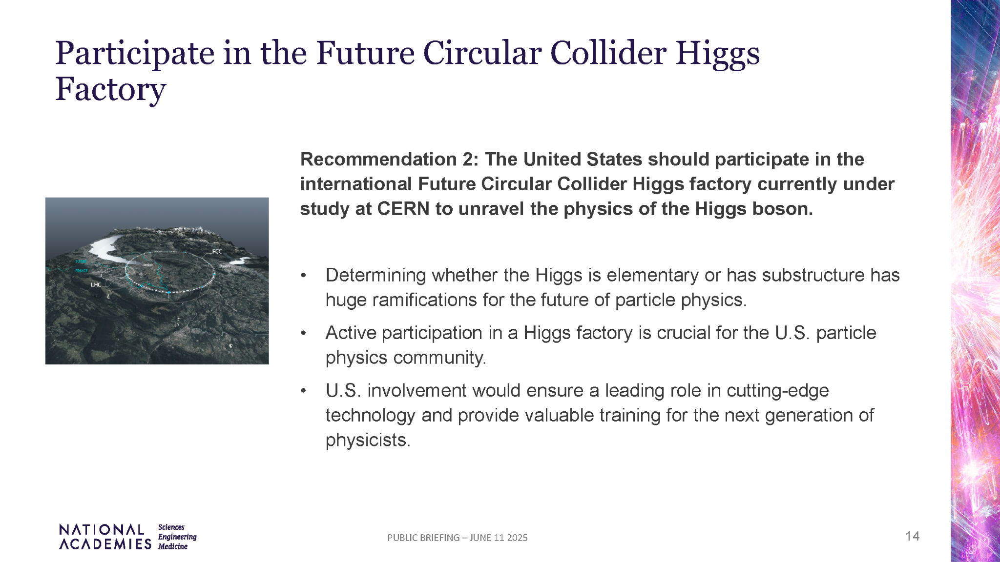 Participate in the Future Circular Collider Higgs
Factory
Recommendation 2: The United States should participate in the
international Future Circular Collider Higgs factory currently under
study at CERN to unravel the physics of the Higgs boson.
FCC
FRANCE
LHC
• Determining whether the Higgs is elementary or has substructure has
huge ramifications for the future of particle physics.
• Active participation in a Higgs factory is crucial for the U.S. particle
physics community.
• U.S. involvement would ensure a leading role in cutting-edge
technology and provide valuable training for the next generation of
physicists.
NATIONAL
ACADEMIES
Sciences
Engineering
Medicine
PUBLIC BRIEFING – JUNE 11 2025
14